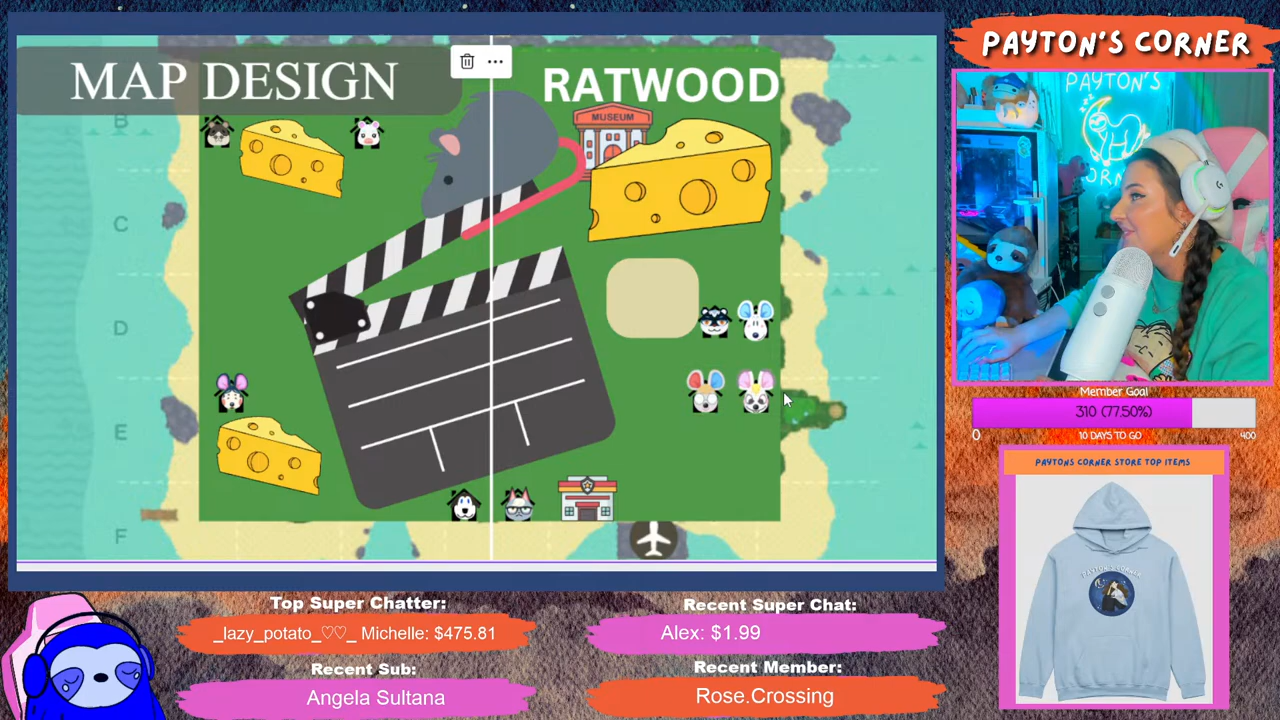 MAP DESIGN
RATWOOD
MUSEUM
B
C
D
E
F
PAYTON'S CORNER
PAYTON'S
Member Goal
310 (77.50%)
0
10 DAYS TO GO
400
PAYTONS CORNER STORE TOP ITEMS
PAYTON'S CORNER
Top Super Chatter:
_lazy_potato_♡♡_ Michelle: $475.81
Recent Super Chat:
Alex: $1.99
Recent Sub:
Angela Sultana
Recent Member:
Rose.Crossing